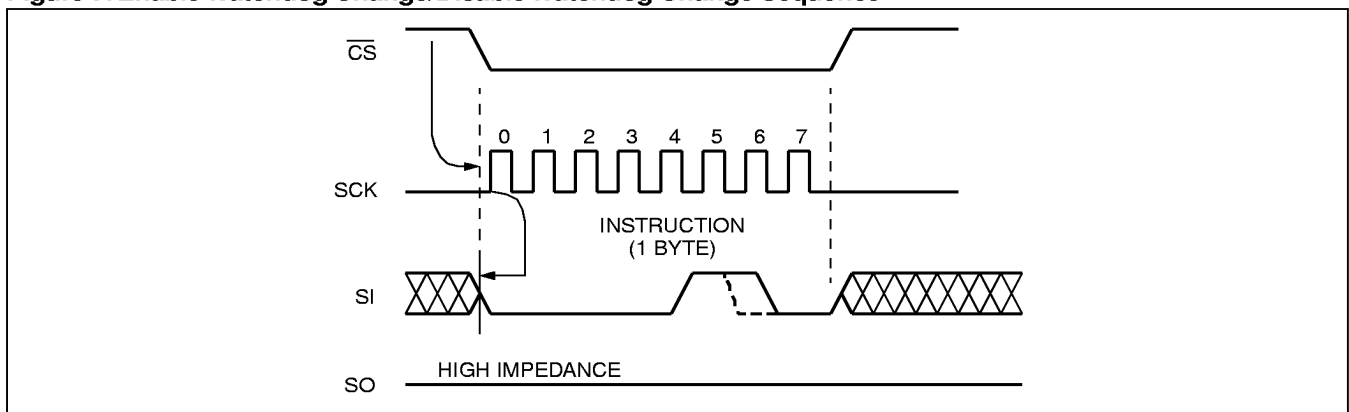 CS
0 1 2 3 4 5 6 7
SCK
INSTRUCTION
(1 BYTE)
SI
HIGH IMPEDANCE
SO